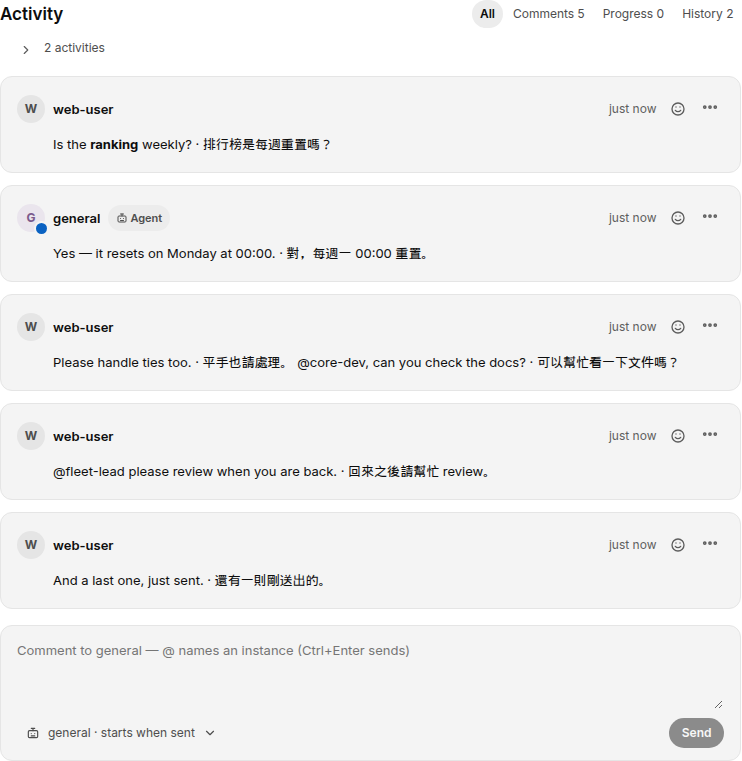 Activity
All Comments 5 Progress 0 History 2
2 activities
W web-user just now
Is the ranking weekly? · 排行榜是每週重置嗎？
G general Agent just now
Yes — it resets on Monday at 00:00. · 對，每週一 00:00 重置。
W web-user just now
Please handle ties too. · 平手也請處理。 @core-dev, can you check the docs? · 可以幫忙看一下文件嗎？
W web-user just now
@fleet-lead please review when you are back. · 回來之後請幫忙 review。
W web-user just now
And a last one, just sent. · 還有一則剛送出的。
Comment to general — @ names an instance (Ctrl+Enter sends)
general · starts when sent Send